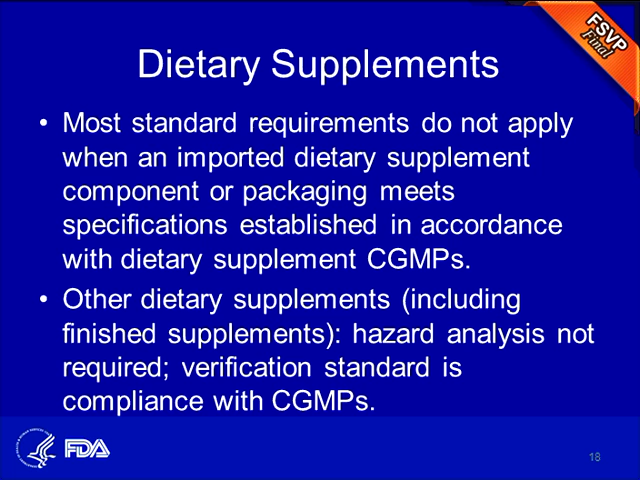 FSVP
Final
Dietary Supplements
• Most standard requirements do not apply
when an imported dietary supplement
component or packaging meets
specifications established in accordance
with dietary supplement CGMPs.
• Other dietary supplements (including
finished supplements): hazard analysis not
required; verification standard is
compliance with CGMPs.
FDA
18